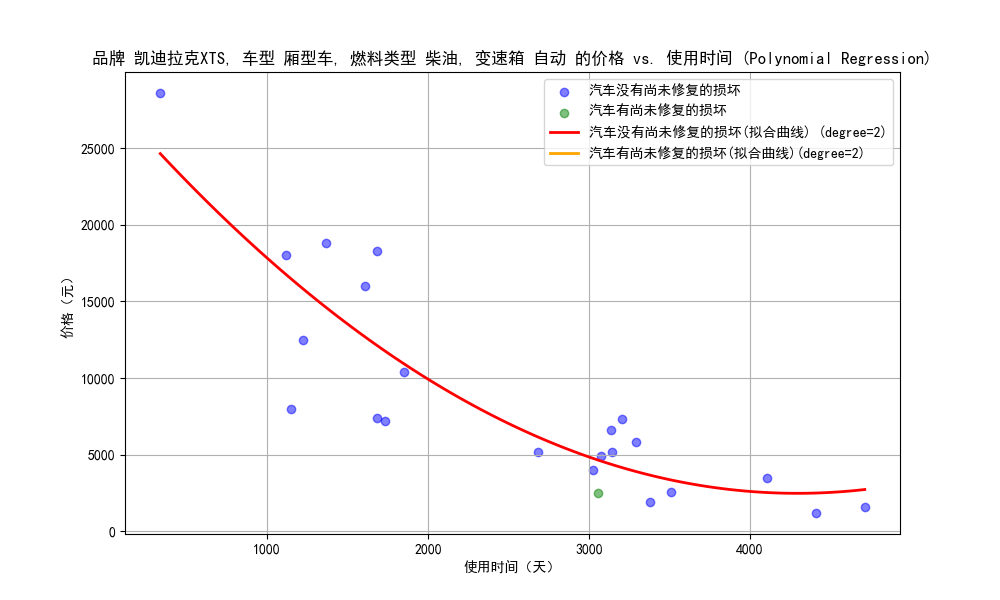 品牌 凯迪拉克XTS, 车型 厢型车, 燃料类型 柴油, 变速箱 自动 的价格 vs. 使用时间 (Polynomial Regression)
汽车没有尚未修复的损坏
汽车有尚未修复的损坏
汽车没有尚未修复的损坏(拟合曲线) (degree=2)
汽车有尚未修复的损坏(拟合曲线)(degree=2)
25000
20000
15000
10000
5000
0
价格（元）
1000
2000
3000
4000
使用时间（天）